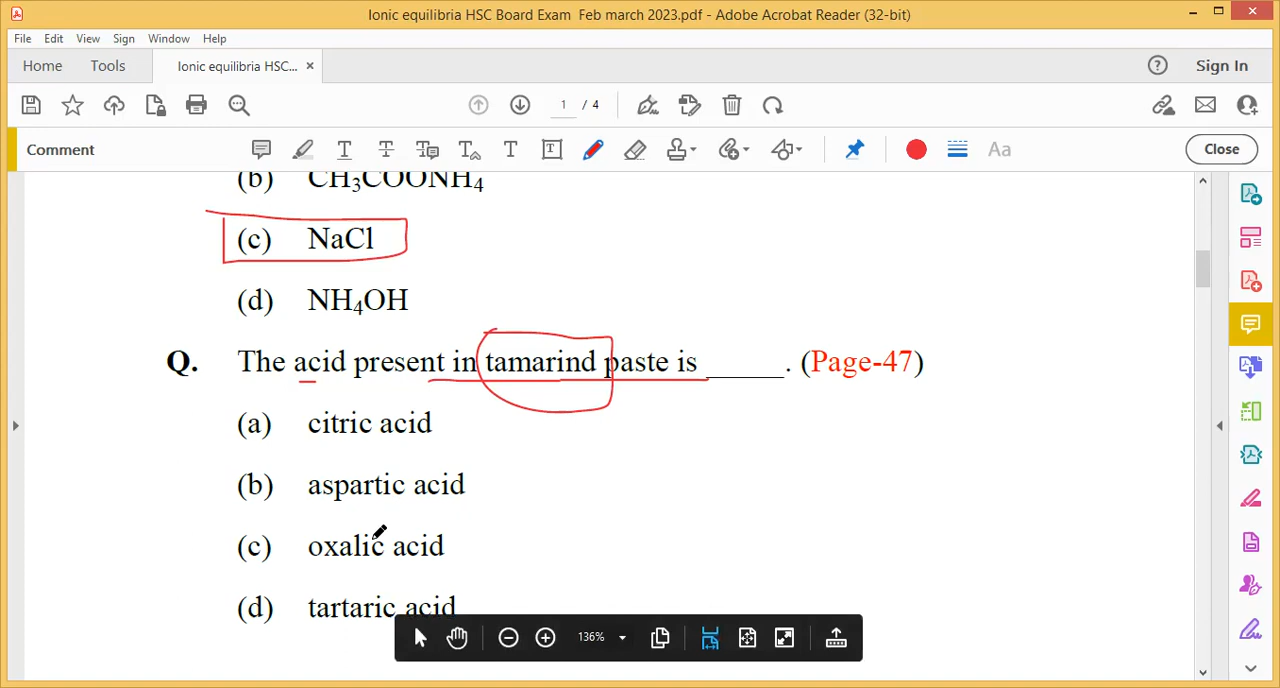 Ionic equilibria HSC Board Exam  Feb march 2023.pdf - Adobe Acrobat Reader (32-bit)
File Edit View Sign Window Help
Home Tools Ionic equilibria HSC... × Sign In
1 / 4
Comment Close
(b) CH₃COONH₄
(c) NaCl
(d) NH₄OH
Q. The acid present in tamarind paste is _____. (Page-47)
(a) citric acid
(b) aspartic acid
(c) oxalic acid
(d) tartaric acid
136%